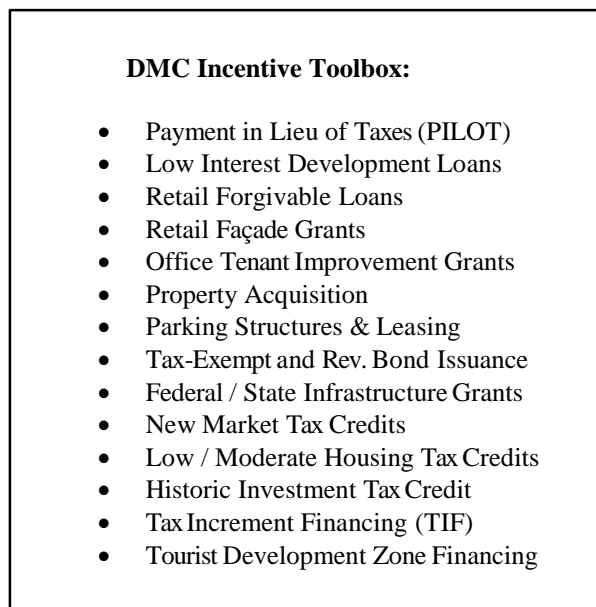 DMC Incentive Toolbox:
• Payment in Lieu of Taxes (PILOT)
• Low Interest Development Loans
• Retail Forgivable Loans
• Retail Façade Grants
• Office Tenant Improvement Grants
• Property Acquisition
• Parking Structures & Leasing
• Tax-Exempt and Rev. Bond Issuance
• Federal / State Infrastructure Grants
• New Market Tax Credits
• Low / Moderate Housing Tax Credits
• Historic Investment Tax Credit
• Tax Increment Financing (TIF)
• Tourist Development Zone Financing